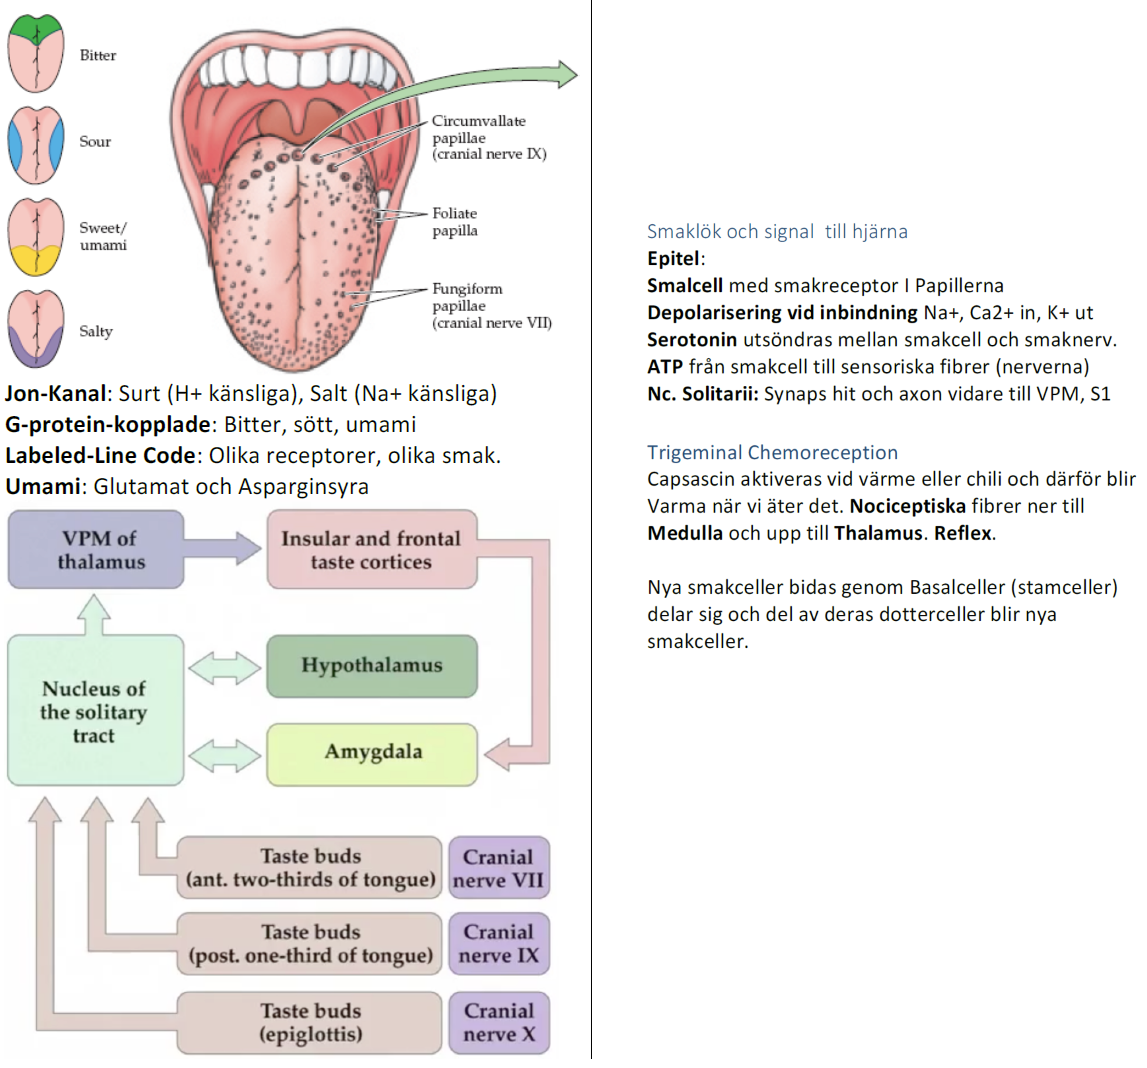 Bitter
Sour
Sweet/
umami
Salty
Circumvallate
papillae
(cranial nerve IX)
Foliate
papilla
Fungiform
papillae
(cranial nerve VII)
Jon-Kanal: Surt (H+ känsliga), Salt (Na+ känsliga)
G-protein-kopplade: Bitter, sött, umami
Labeled-Line Code: Olika receptorer, olika smak.
Umami: Glutamat och Asparginsyra
VPM of
thalamus
Insular and frontal
taste cortices
Nucleus of
the solitary
tract
Hypothalamus
Amygdala
Taste buds
(ant. two-thirds of tongue)
Cranial
nerve VII
Taste buds
(post. one-third of tongue)
Cranial
nerve IX
Taste buds
(epiglottis)
Cranial
nerve X
Smaklök och signal  till hjärna
Epitel:
Smalcell med smakreceptor I Papillerna
Depolarisering vid inbindning Na+, Ca2+ in, K+ ut
Serotonin utsöndras mellan smakcell och smaknerv.
ATP från smakcell till sensoriska fibrer (nerverna)
Nc. Solitarii: Synaps hit och axon vidare till VPM, S1
Trigeminal Chemoreception
Capsascin aktiveras vid värme eller chili och därför blir
Varma när vi äter det. Nociceptiska fibrer ner till
Medulla och upp till Thalamus. Reflex.
Nya smakceller bidas genom Basalceller (stamceller)
delar sig och del av deras dotterceller blir nya
smakceller.